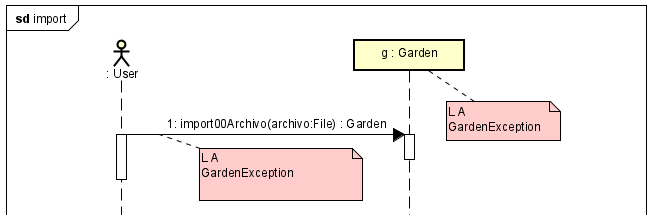 sd import
: User
g : Garden
L A
GardenException
1: import00Archivo(archivo:File) : Garden
L A
GardenException